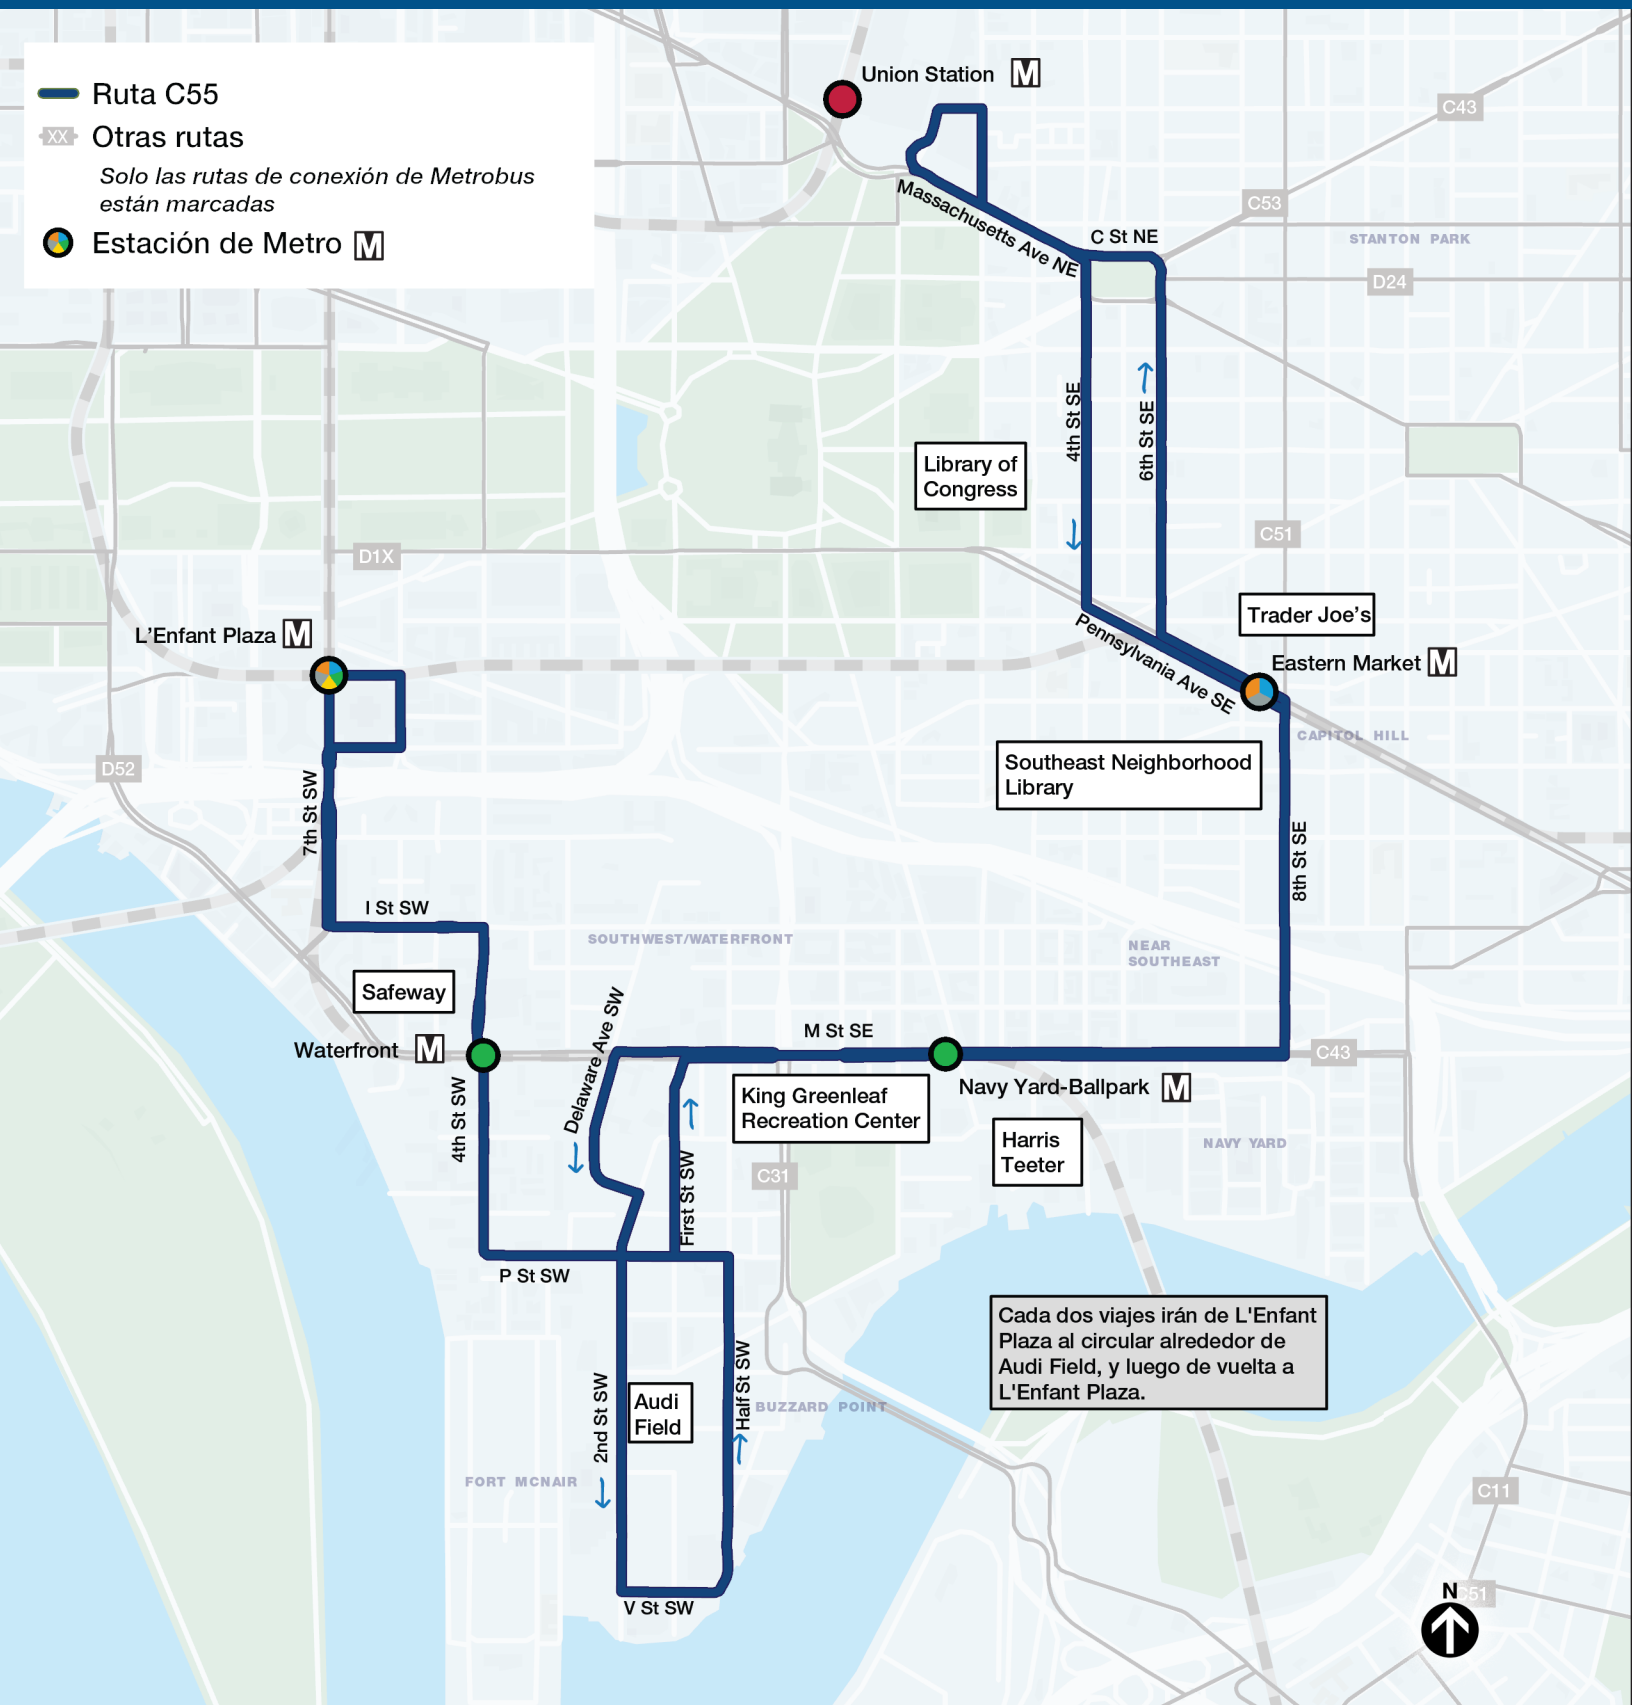 Ruta C55
XX
Otras rutas
Solo las rutas de conexión de Metrobus
están marcadas
Estación de Metro M
Union Station M
C43
C53
Massachusetts Ave NE
C St NE
STANTON PARK
D24
4th St SE
6th St SE
Library of
Congress
C51
D1X
Trader Joe's
L'Enfant Plaza M
Pennsylvania Ave SE
Eastern Market M
CAPITOL HILL
D52
Southeast Neighborhood
Library
7th St SW
8th St SE
I St SW
SOUTHWEST/WATERFRONT
NEAR
SOUTHEAST
Safeway
Delaware Ave SW
M St SE
Waterfront M
C43
King Greenleaf
Recreation Center
Navy Yard-Ballpark M
4th St SW
Harris
Teeter
NAVY YARD
First St SW
C31
P St SW
Cada dos viajes irán de L'Enfant
Plaza al circular alrededor de
Audi Field, y luego de vuelta a
L'Enfant Plaza.
2nd St SW
Audi
Field
Half St SW
BUZZARD POINT
FORT MCNAIR
C11
N
C51
V St SW